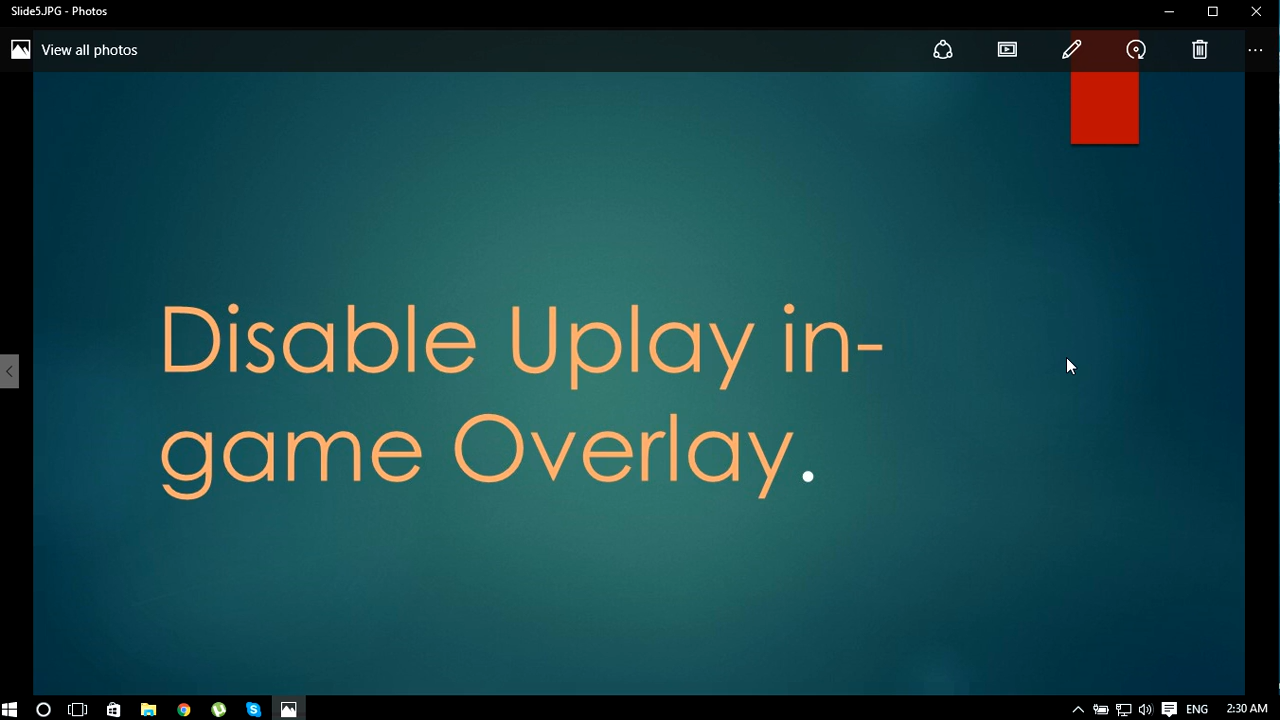 Slide5.JPG - Photos
View all photos
Disable Uplay in-
game Overlay.
ENG
2:30 AM